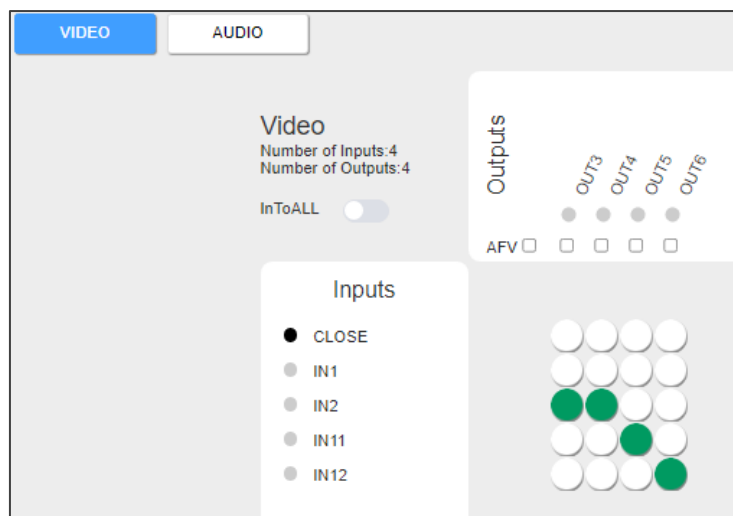 VIDEO
AUDIO
Video
Number of Inputs:4
Number of Outputs:4
InToALL
Outputs
OUT3
OUT4
OUT5
OUT6
AFV
Inputs
CLOSE
IN1
IN2
IN11
IN12